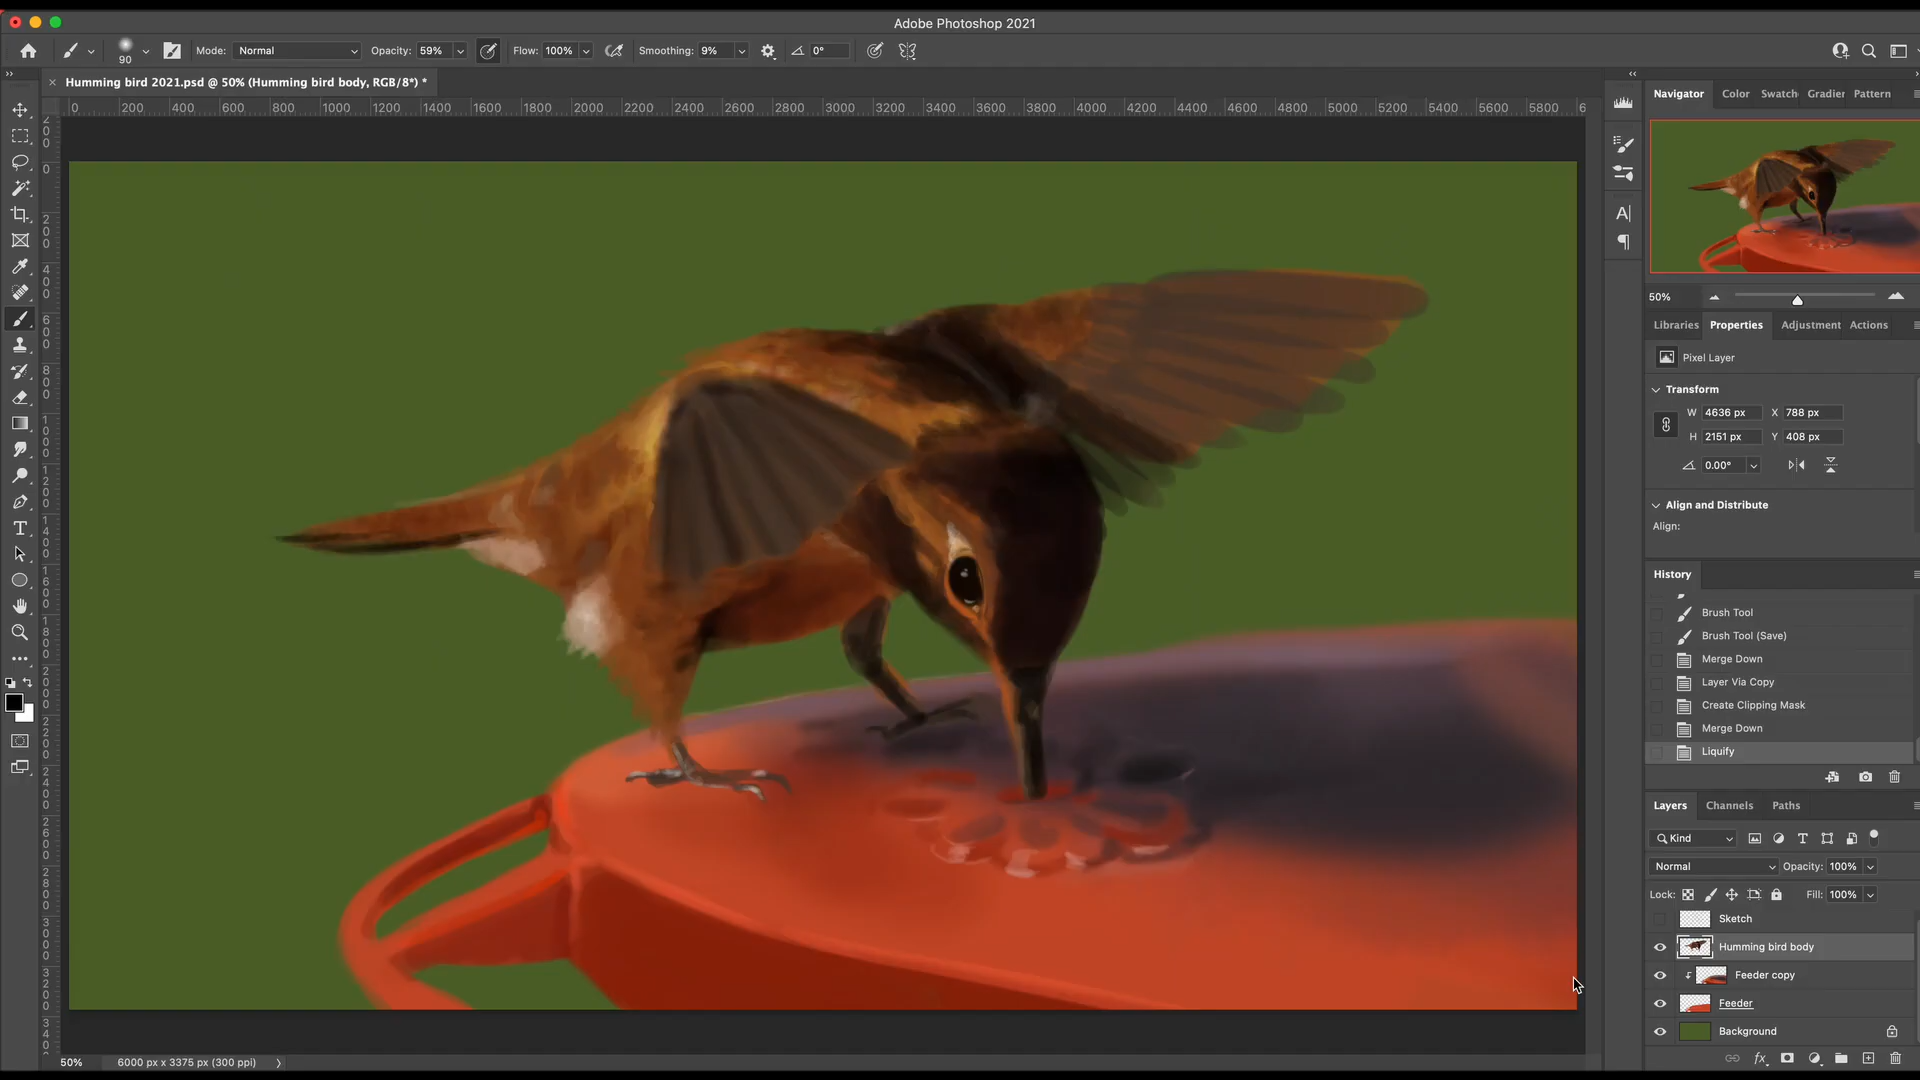 Adobe Photoshop 2021
90
Mode: Normal
Opacity: 59%
Flow: 100%
Smoothing: 9%
0°
× Humming bird 2021.psd @ 50% (Humming bird body, RGB/8*) *
0 200 400 600 800 1000 1200 1400 1600 1800 2000 2200 2400 2600 2800 3000 3200 3400 3600 3800 4000 4200 4400 4600 4800 5000 5200 5400 5600 5800 6
Navigator Color Swatch Gradier Pattern
50%
Libraries Properties Adjustment Actions
Pixel Layer
Transform
W 4636 px X 788 px
H 2151 px Y 408 px
0.00°
Align and Distribute
Align:
History
Brush Tool
Brush Tool (Save)
Merge Down
Layer Via Copy
Create Clipping Mask
Merge Down
Liquify
Layers Channels Paths
Kind
Normal Opacity: 100%
Lock: Fill: 100%
Sketch
Humming bird body
Feeder copy
Feeder
Background
50% 6000 px x 3375 px (300 ppi)